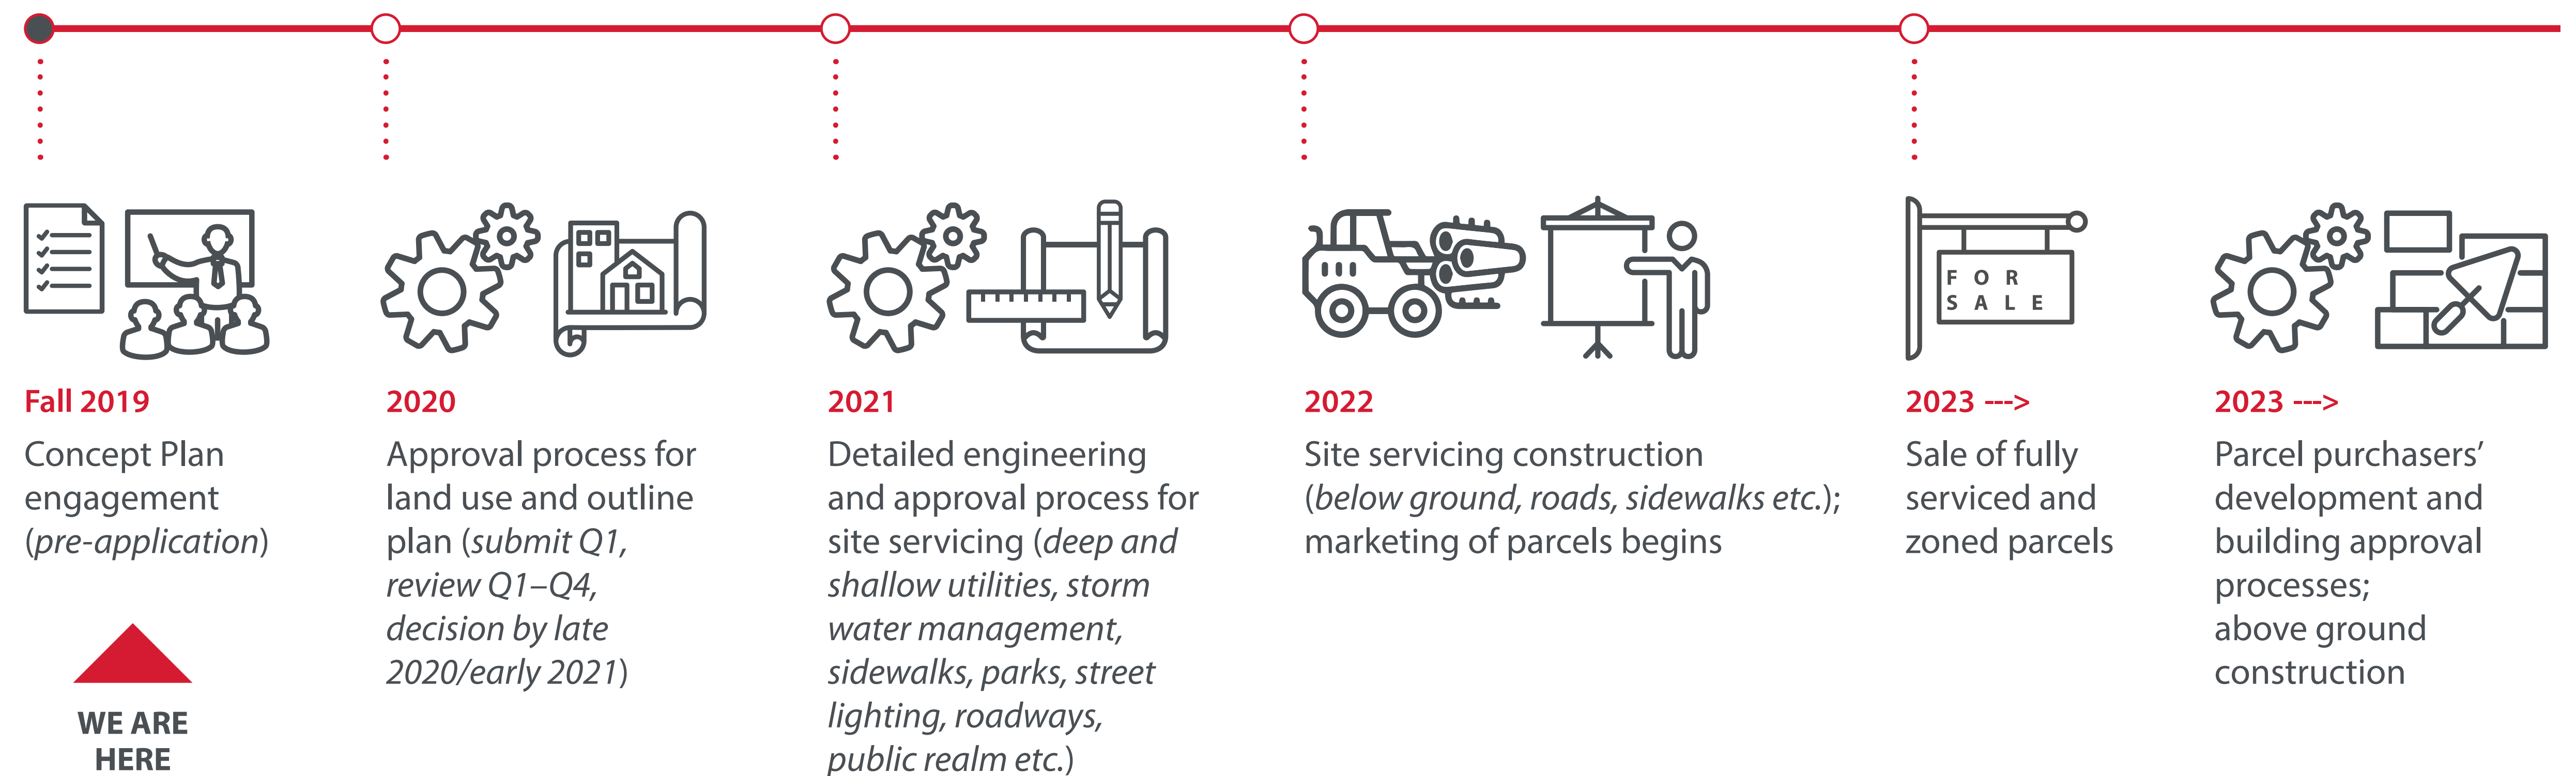 FOR
SALE
Fall 2019
Concept Plan
engagement
(pre-application)
WE ARE
HERE
2020
Approval process for
land use and outline
plan (submit Q1,
review Q1–Q4,
decision by late
2020/early 2021)
2021
Detailed engineering
and approval process for
site servicing (deep and
shallow utilities, storm
water management,
sidewalks, parks, street
lighting, roadways,
public realm etc.)
2022
Site servicing construction
(below ground, roads, sidewalks etc.);
marketing of parcels begins
2023 --->
Sale of fully
serviced and
zoned parcels
2023 --->
Parcel purchasers’
development and
building approval
processes;
above ground
construction